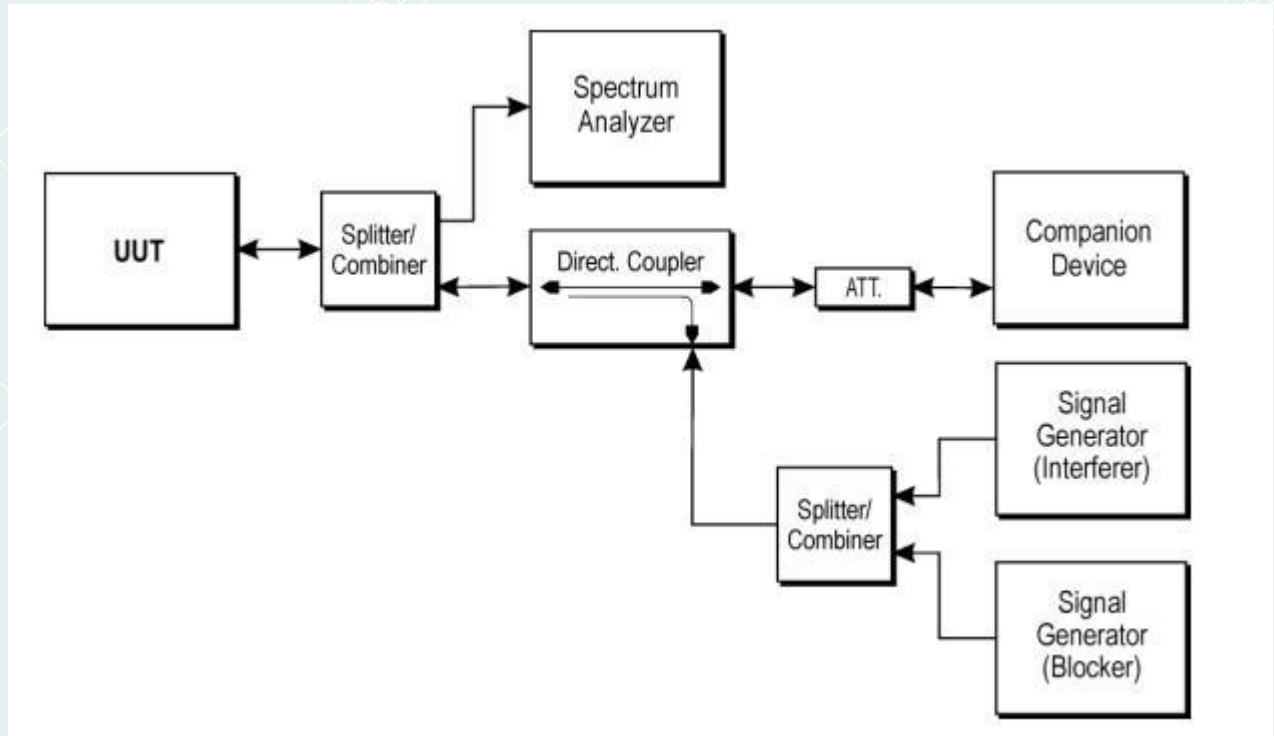 Spectrum
Analyzer
UUT
Splitter/
Combiner
Direct. Coupler
ATT.
Companion
Device
Signal
Generator
(Interferer)
Splitter/
Combiner
Signal
Generator
(Blocker)